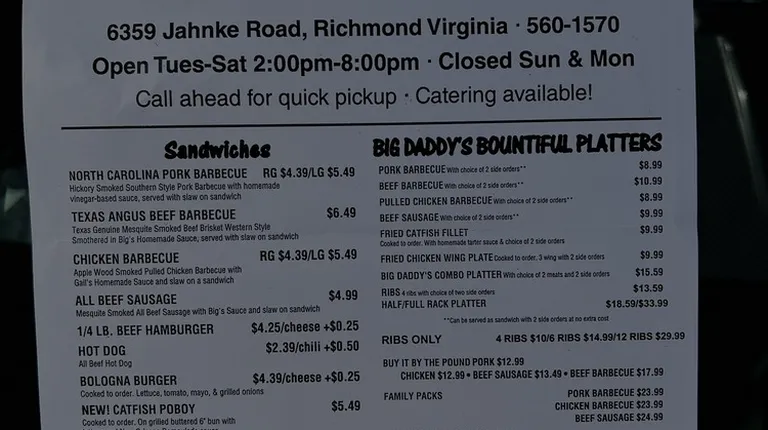 6359 Jahnke Road, Richmond Virginia · 560-1570
Open Tues-Sat 2:00pm-8:00pm · Closed Sun & Mon
Call ahead for quick pickup · Catering available!
Sandwiches
NORTH CAROLINA PORK BARBECUE RG $4.39/LG $5.49
Hickory Smoked Southern Style Pork Barbecue with homemade
vinegar-based sauce, served with slaw on sandwich
TEXAS ANGUS BEEF BARBECUE $6.49
Texas Genuine Mesquite Smoked Beef Brisket Western Style
Smothered in Big's Homemade Sauce, served with slaw on sandwich
CHICKEN BARBECUE RG $4.39/LG $5.49
Apple Wood Smoked Pulled Chicken Barbecue with
Gail's Homemade Sauce and Slaw on a sandwich
ALL BEEF SAUSAGE $4.99
Mesquite Smoked All Beef Sausage with Big's Sauce and slaw on sandwich
1/4 LB. BEEF HAMBURGER $4.25/cheese +$0.25
HOT DOG $2.39/chili +$0.50
All Beef Hot Dog
BOLOGNA BURGER $4.39/cheese +$0.25
Cooked to order. Lettuce, tomato, mayo, & grilled onions
NEW! CATFISH POBOY $5.49
Cooked to order. On grilled buttered 6" bun with
BIG DADDY'S BOUNTIFUL PLATTERS
PORK BARBECUE With choice of 2 side orders** $8.99
BEEF BARBECUE With choice of 2 side orders** $10.99
PULLED CHICKEN BARBECUE With choice of 2 side orders** $8.99
BEEF SAUSAGE With choice of 2 side orders** $9.99
FRIED CATFISH FILLET $9.99
Cooked to order. With homemade tarter sauce & choice of 2 side orders
FRIED CHICKEN WING PLATE Cooked to order, 3 wing with 2 side orders $9.99
BIG DADDY'S COMBO PLATTER With choice of 2 meats and 2 side orders $15.59
RIBS 4 ribs with choice of two side orders $13.59
HALF/FULL RACK PLATTER $18.59/$33.99
**Can be served as sandwich with 2 side orders at no extra cost
RIBS ONLY 4 RIBS $10/6 RIBS $14.99/12 RIBS $29.99
BUY IT BY THE POUND PORK $12.99
CHICKEN $12.99 • BEEF SAUSAGE $13.49 • BEEF BARBECUE $17.99
FAMILY PACKS PORK BARBECUE $23.99
CHICKEN BARBECUE $23.99
BEEF SAUSAGE $24.99